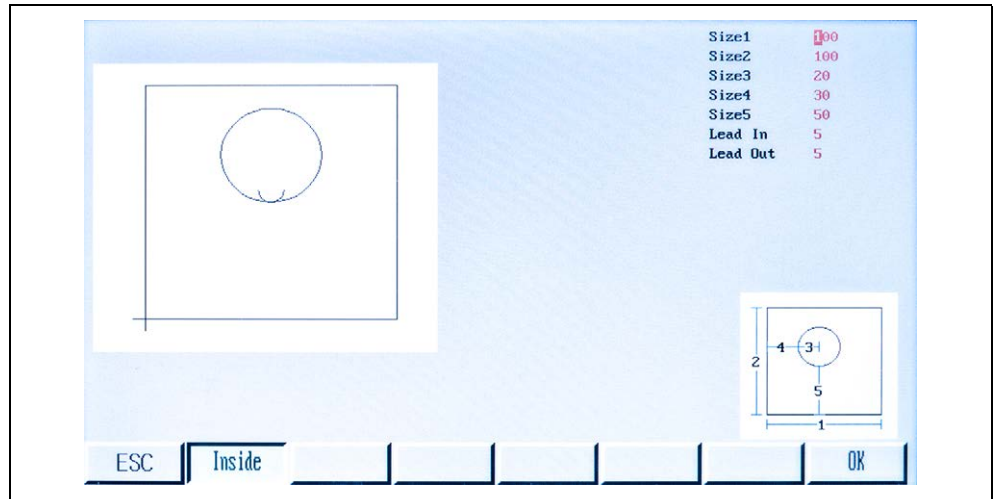 Size1 100
Size2 100
Size3 20
Size4 30
Size5 50
Lead In 5
Lead Out 5
4 3
2
5
1
ESC Inside OK